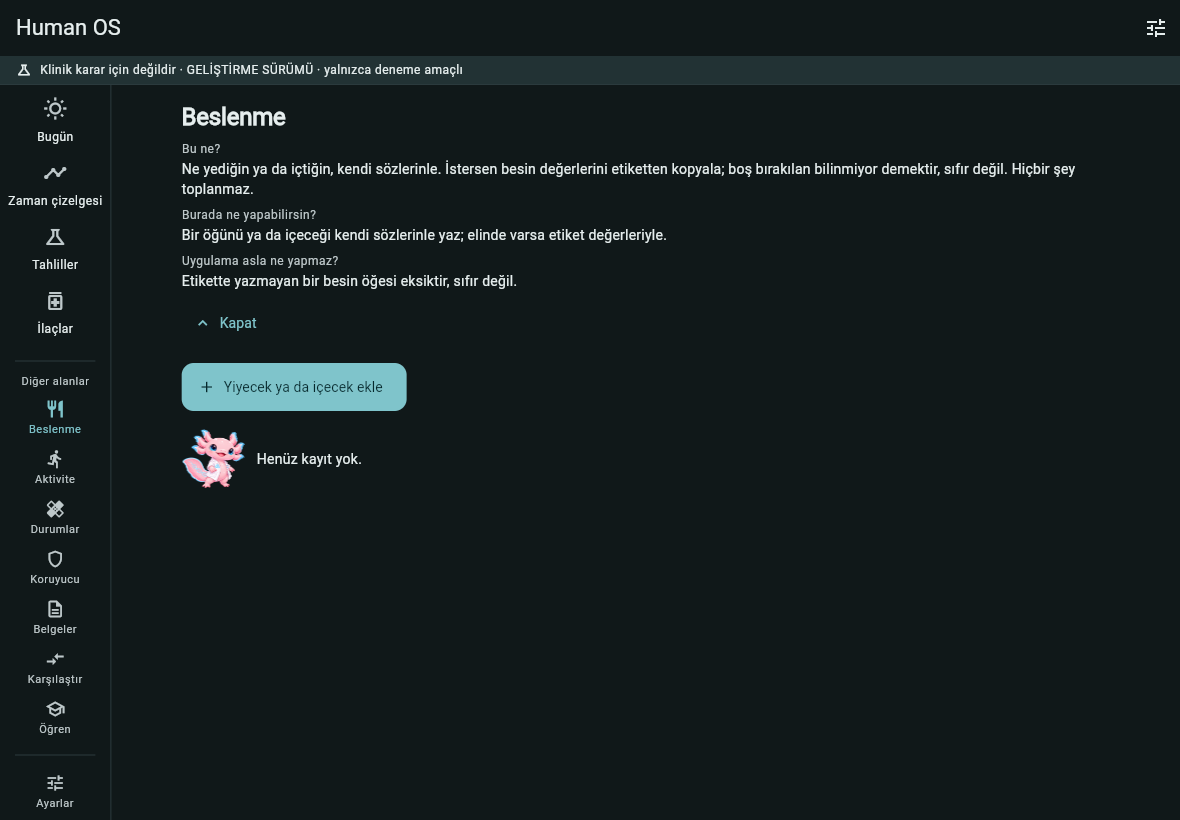 Human OS
Klinik karar için değildir · GELİŞTİRME SÜRÜMÜ · yalnızca deneme amaçlı
Bugün
Zaman çizelgesi
Tahliller
İlaçlar
Diğer alanlar
Beslenme
Aktivite
Durumlar
Koruyucu
Belgeler
Karşılaştır
Öğren
Ayarlar
Beslenme
Bu ne?
Ne yediğin ya da içtiğin, kendi sözlerinle. İstersen besin değerlerini etiketten kopyala; boş bırakılan bilinmiyor demektir, sıfır değil. Hiçbir şey
toplanmaz.
Burada ne yapabilirsin?
Bir öğünü ya da içeceği kendi sözlerinle yaz; elinde varsa etiket değerleriyle.
Uygulama asla ne yapmaz?
Etikette yazmayan bir besin öğesi eksiktir, sıfır değil.
Kapat
Yiyecek ya da içecek ekle
Henüz kayıt yok.